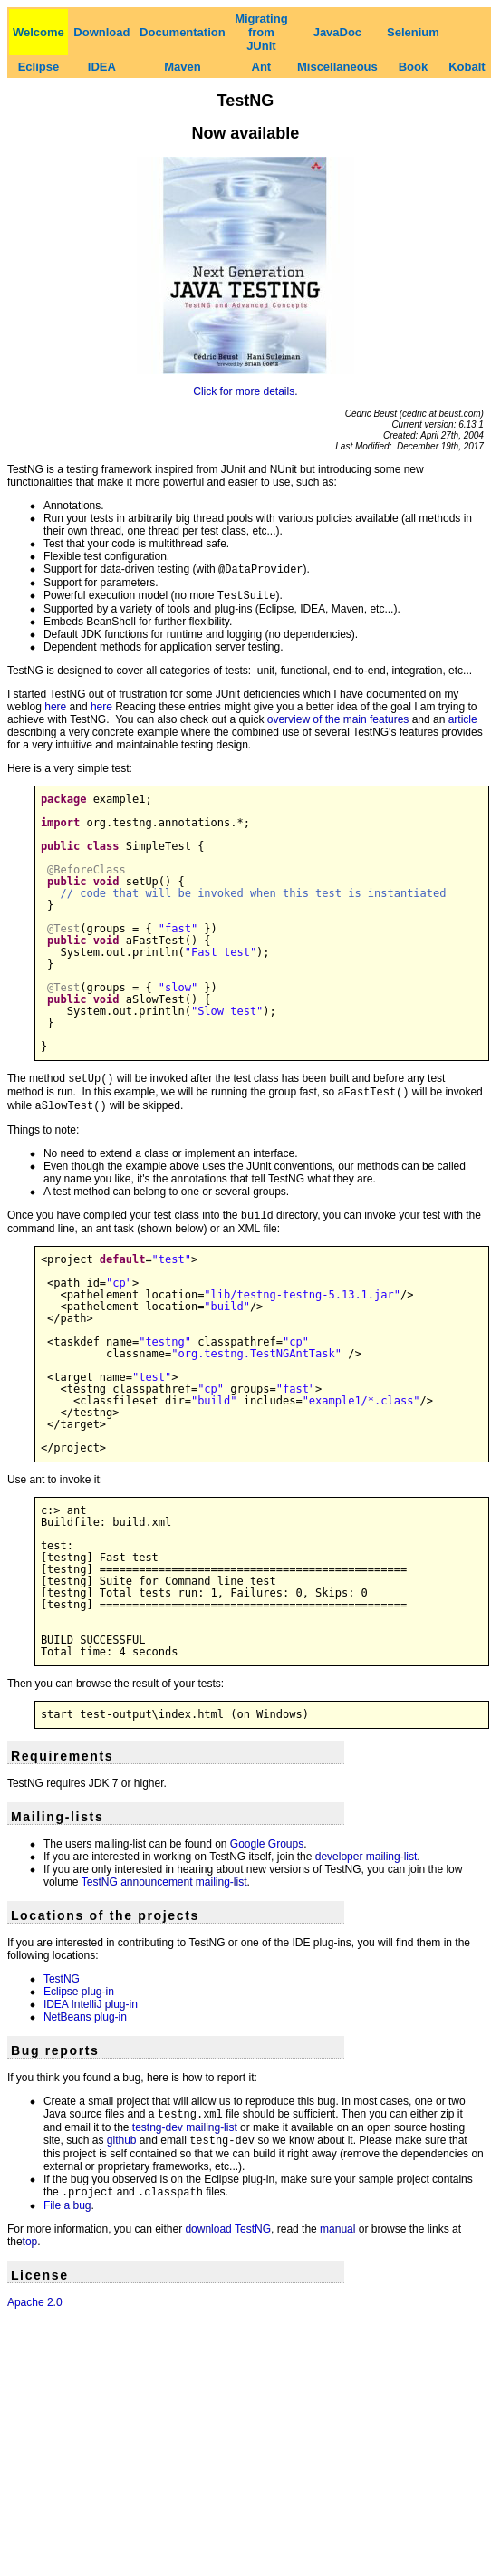 Welcome Download Documentation Migrating from JUnit JavaDoc Selenium
Eclipse IDEA Maven Ant Miscellaneous Book Kobalt
TestNG
Now available
Next Generation
JAVA TESTING
TestNG and Advanced Concepts
Cédric Beust Hani Suleiman
foreword by Brian Goetz
Click for more details.
Cédric Beust (cedric at beust.com)
Current version: 6.13.1
Created: April 27th, 2004
Last Modified:  December 19th, 2017
TestNG is a testing framework inspired from JUnit and NUnit but introducing some new
functionalities that make it more powerful and easier to use, such as:
Annotations.
Run your tests in arbitrarily big thread pools with various policies available (all methods in
their own thread, one thread per test class, etc...).
Test that your code is multithread safe.
Flexible test configuration.
Support for data-driven testing (with @DataProvider).
Support for parameters.
Powerful execution model (no more TestSuite).
Supported by a variety of tools and plug-ins (Eclipse, IDEA, Maven, etc...).
Embeds BeanShell for further flexibility.
Default JDK functions for runtime and logging (no dependencies).
Dependent methods for application server testing.
TestNG is designed to cover all categories of tests:  unit, functional, end-to-end, integration, etc...
I started TestNG out of frustration for some JUnit deficiencies which I have documented on my
weblog here and here Reading these entries might give you a better idea of the goal I am trying to
achieve with TestNG.  You can also check out a quick overview of the main features and an article
describing a very concrete example where the combined use of several TestNG's features provides
for a very intuitive and maintainable testing design.
Here is a very simple test:
package example1;
import org.testng.annotations.*;
public class SimpleTest {
@BeforeClass
public void setUp() {
// code that will be invoked when this test is instantiated
}
@Test(groups = { "fast" })
public void aFastTest() {
System.out.println("Fast test");
}
@Test(groups = { "slow" })
public void aSlowTest() {
System.out.println("Slow test");
}
}
The method setUp() will be invoked after the test class has been built and before any test
method is run.  In this example, we will be running the group fast, so aFastTest() will be invoked
while aSlowTest() will be skipped.
Things to note:
No need to extend a class or implement an interface.
Even though the example above uses the JUnit conventions, our methods can be called
any name you like, it's the annotations that tell TestNG what they are.
A test method can belong to one or several groups.
Once you have compiled your test class into the build directory, you can invoke your test with the
command line, an ant task (shown below) or an XML file:
<project default="test">
<path id="cp">
<pathelement location="lib/testng-testng-5.13.1.jar"/>
<pathelement location="build"/>
</path>
<taskdef name="testng" classpathref="cp"
classname="org.testng.TestNGAntTask" />
<target name="test">
<testng classpathref="cp" groups="fast">
<classfileset dir="build" includes="example1/*.class"/>
</testng>
</target>
</project>
Use ant to invoke it:
c:> ant
Buildfile: build.xml
test:
[testng] Fast test
[testng] ===============================================
[testng] Suite for Command line test
[testng] Total tests run: 1, Failures: 0, Skips: 0
[testng] ===============================================
BUILD SUCCESSFUL
Total time: 4 seconds
Then you can browse the result of your tests:
start test-output\index.html (on Windows)
Requirements
TestNG requires JDK 7 or higher.
Mailing-lists
The users mailing-list can be found on Google Groups.
If you are interested in working on TestNG itself, join the developer mailing-list.
If you are only interested in hearing about new versions of TestNG, you can join the low
volume TestNG announcement mailing-list.
Locations of the projects
If you are interested in contributing to TestNG or one of the IDE plug-ins, you will find them in the
following locations:
TestNG
Eclipse plug-in
IDEA IntelliJ plug-in
NetBeans plug-in
Bug reports
If you think you found a bug, here is how to report it:
Create a small project that will allow us to reproduce this bug. In most cases, one or two
Java source files and a testng.xml file should be sufficient. Then you can either zip it
and email it to the testng-dev mailing-list or make it available on an open source hosting
site, such as github and email testng-dev so we know about it. Please make sure that
this project is self contained so that we can build it right away (remove the dependencies on
external or proprietary frameworks, etc...).
If the bug you observed is on the Eclipse plug-in, make sure your sample project contains
the .project and .classpath files.
File a bug.
For more information, you can either download TestNG, read the manual or browse the links at
thetop.
License
Apache 2.0